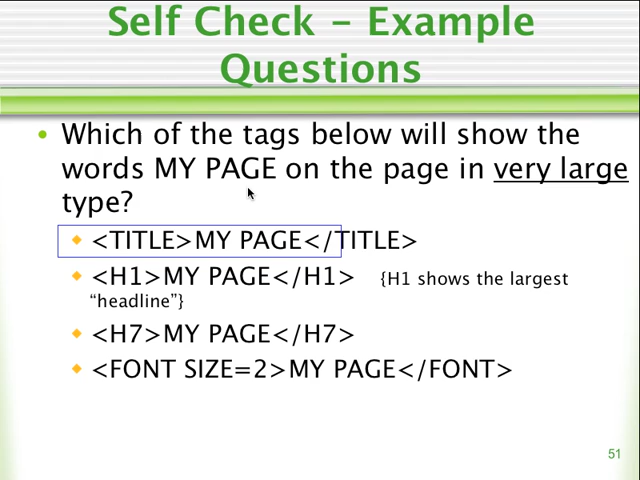 Self Check – Example
Questions
• Which of the tags below will show the
words MY PAGE on the page in very large
type?
◆ <TITLE>MY PAGE</TITLE>
◆ <H1>MY PAGE</H1> {H1 shows the largest
“headline”}
◆ <H7>MY PAGE</H7>
◆ <FONT SIZE=2>MY PAGE</FONT>
51